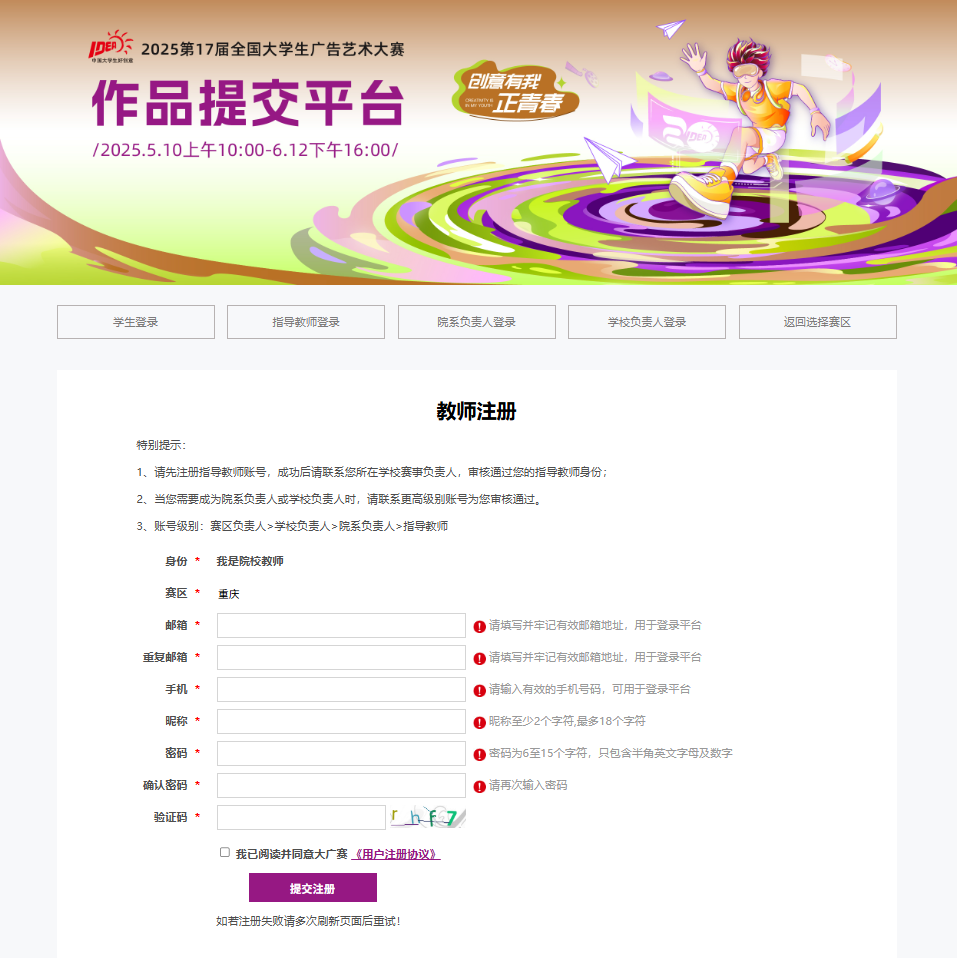 IDEA
中国大学生好创意
2025第17届全国大学生广告艺术大赛
作品提交平台
/2025.5.10上午10:00-6.12下午16:00/
创意有我
CREATIVITY IS
IN MY YOUTH
正青春
20
IDEA
学生登录
指导教师登录
院系负责人登录
学校负责人登录
返回选择赛区
教师注册
特别提示：
1、请先注册指导教师账号，成功后请联系您所在学校赛事负责人，审核通过您的指导教师身份；
2、当您需要成为院系负责人或学校负责人时，请联系更高级别账号为您审核通过。
3、账号级别：赛区负责人>学校负责人>院系负责人>指导教师
身份 * 我是院校教师
赛区 * 重庆
邮箱 * 请填写并牢记有效邮箱地址，用于登录平台
重复邮箱 * 请填写并牢记有效邮箱地址，用于登录平台
手机 * 请输入有效的手机号码，可用于登录平台
昵称 * 昵称至少2个字符,最多18个字符
密码 * 密码为6至15个字符，只包含半角英文字母及数字
确认密码 * 请再次输入密码
验证码 * rhf7
我已阅读并同意大广赛 《用户注册协议》
提交注册
如若注册失败请多次刷新页面后重试！